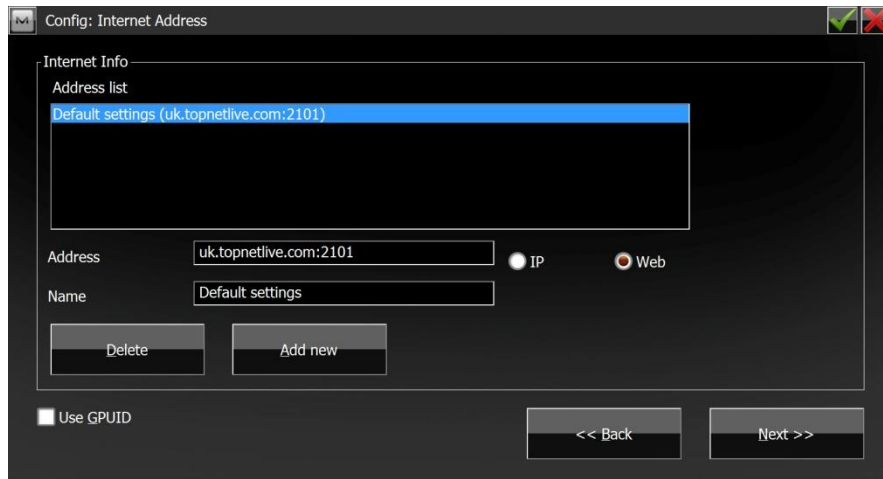 Config: Internet Address
Internet Info
Address list
Default settings (uk.topnetlive.com:2101)
Address
uk.topnetlive.com:2101
IP
Web
Name
Default settings
Delete
Add new
Use GPUID
<< Back
Next >>